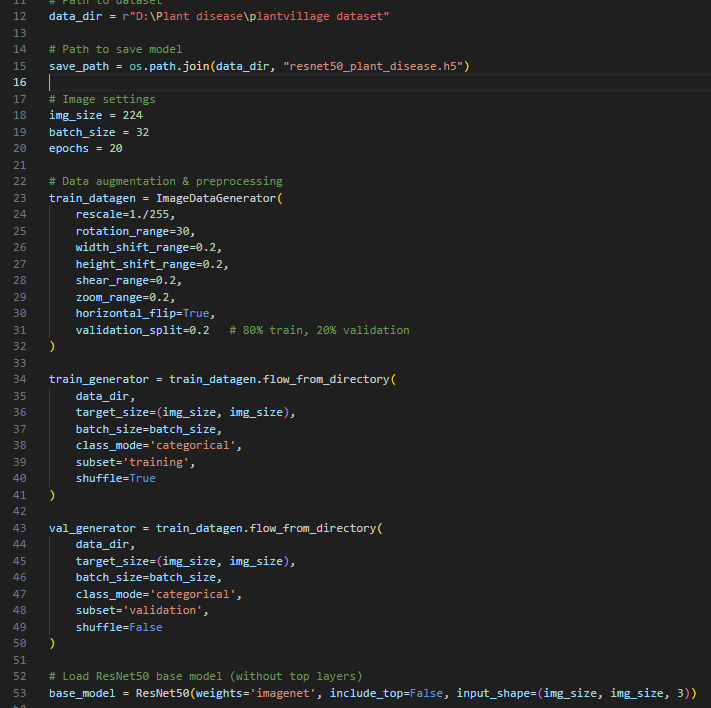 11 # Path to dataset
12 data_dir = r"D:\Plant disease\plantvillage dataset"
13
14 # Path to save model
15 save_path = os.path.join(data_dir, "resnet50_plant_disease.h5")
16
17 # Image settings
18 img_size = 224
19 batch_size = 32
20 epochs = 20
21
22 # Data augmentation & preprocessing
23 train_datagen = ImageDataGenerator(
24     rescale=1./255,
25     rotation_range=30,
26     width_shift_range=0.2,
27     height_shift_range=0.2,
28     shear_range=0.2,
29     zoom_range=0.2,
30     horizontal_flip=True,
31     validation_split=0.2   # 80% train, 20% validation
32 )
33
34 train_generator = train_datagen.flow_from_directory(
35     data_dir,
36     target_size=(img_size, img_size),
37     batch_size=batch_size,
38     class_mode='categorical',
39     subset='training',
40     shuffle=True
41 )
42
43 val_generator = train_datagen.flow_from_directory(
44     data_dir,
45     target_size=(img_size, img_size),
46     batch_size=batch_size,
47     class_mode='categorical',
48     subset='validation',
49     shuffle=False
50 )
51
52 # Load ResNet50 base model (without top layers)
53 base_model = ResNet50(weights='imagenet', include_top=False, input_shape=(img_size, img_size, 3))